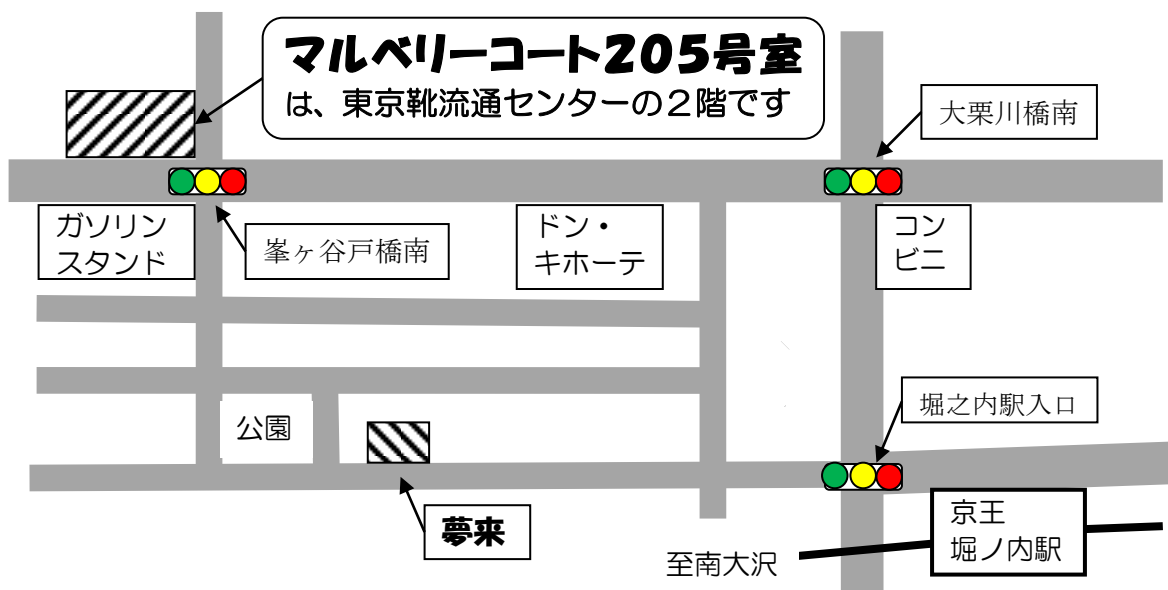 マルベリーコート205号室
は、東京靴流通センターの2階です
大栗川橋南
ガソリン
スタンド
峯ヶ谷戸橋南
ドン・
キホーテ
コン
ビニ
堀之内駅入口
公園
夢来
京王
堀ノ内駅
至南大沢